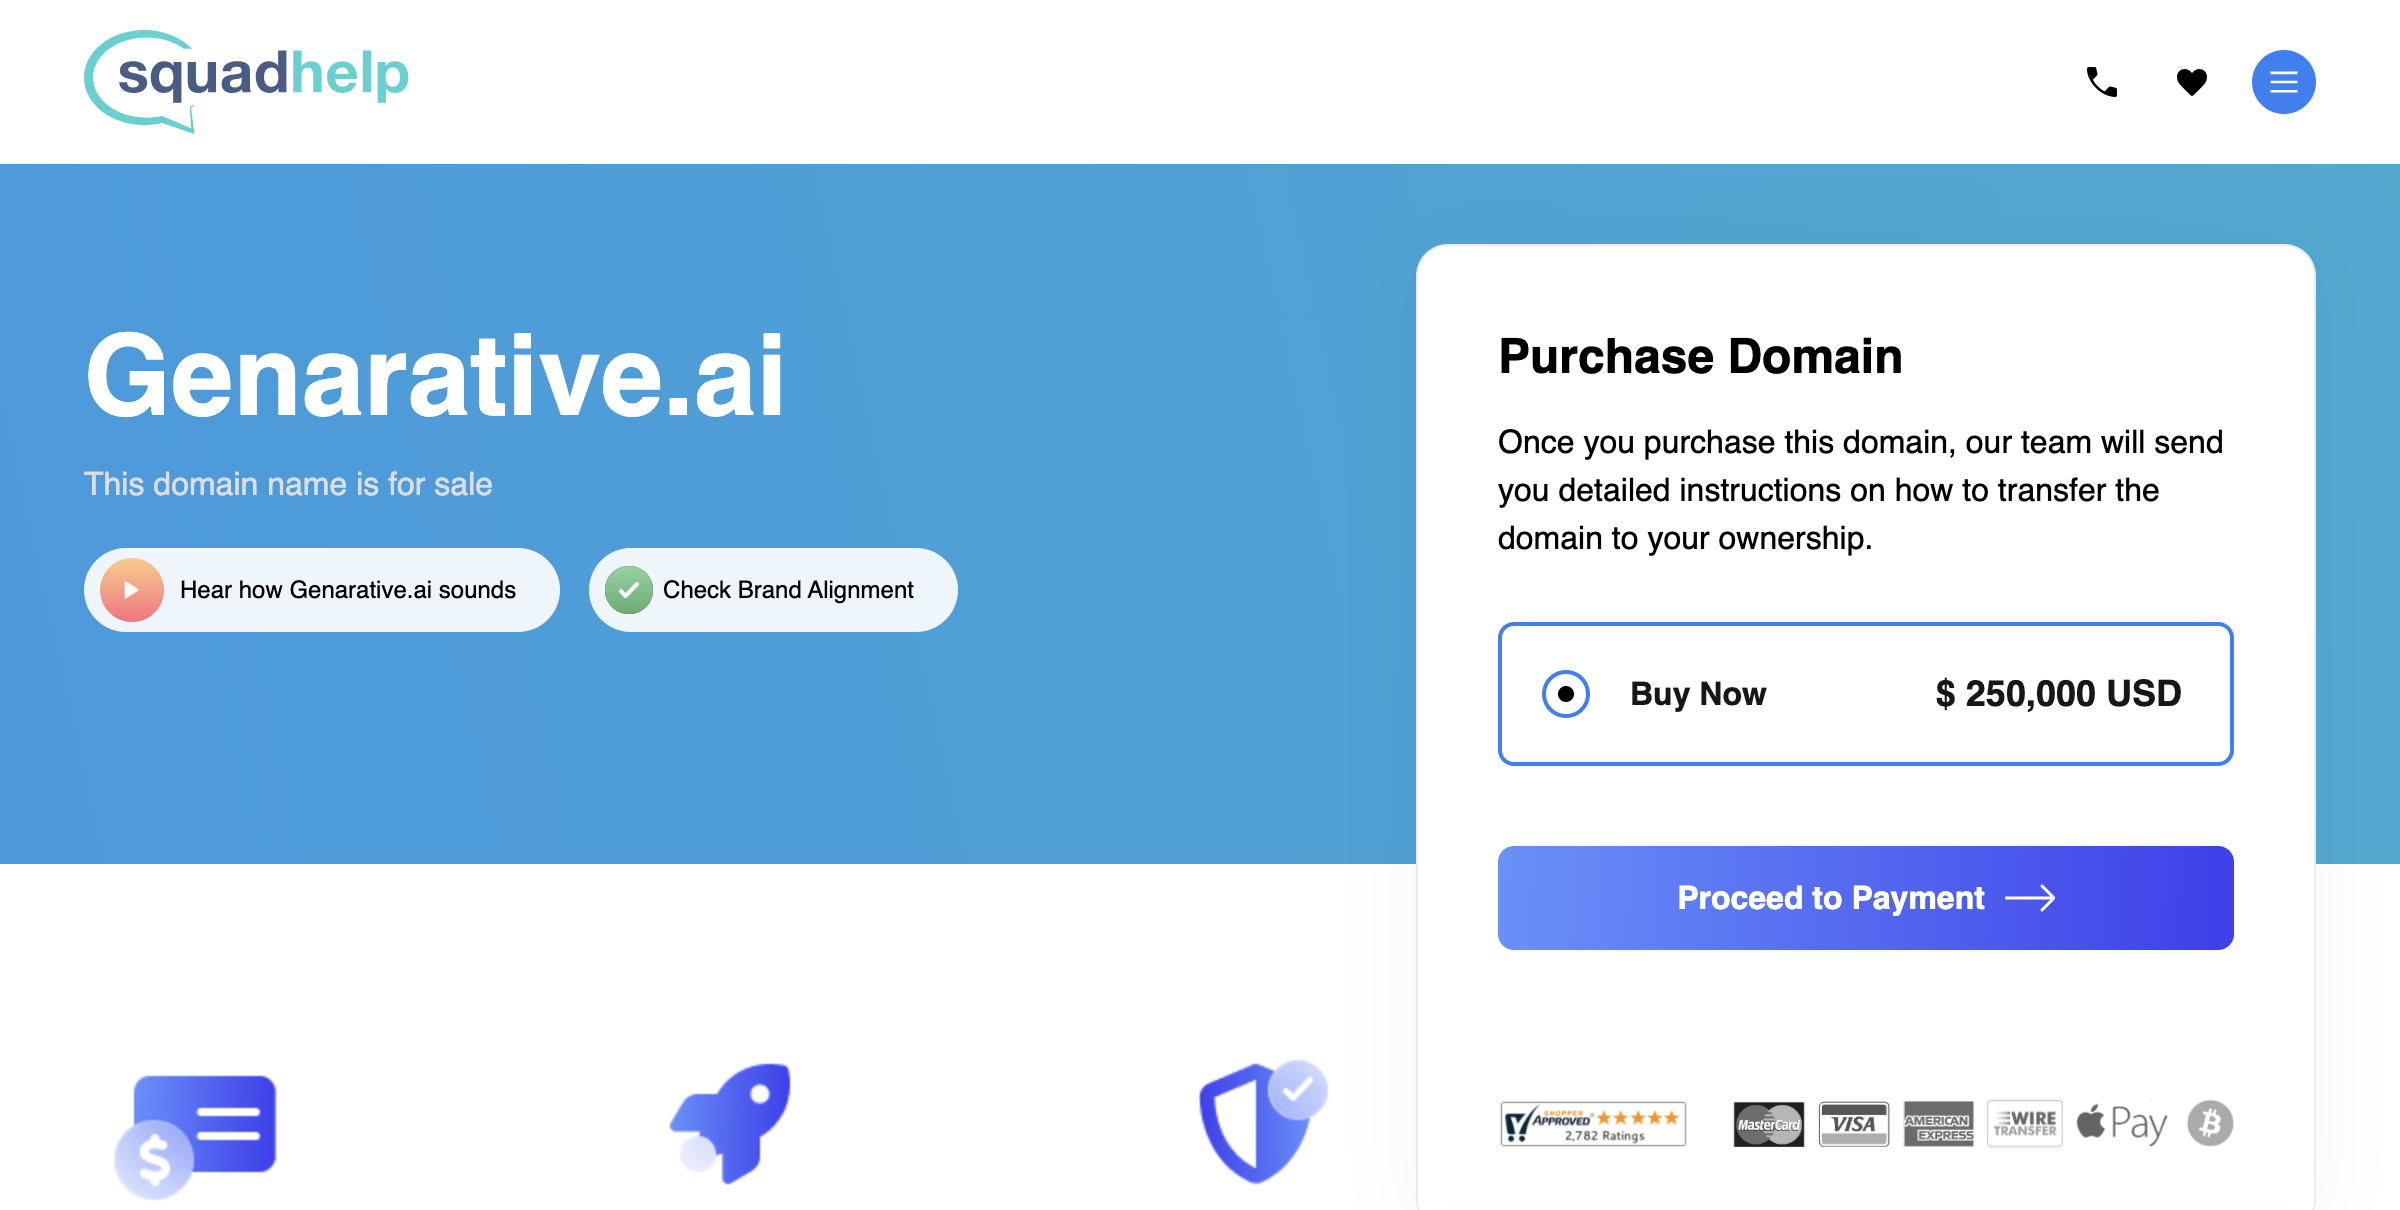 squadhelp
Genarative.ai
This domain name is for sale
Hear how Genarative.ai sounds
Check Brand Alignment
Purchase Domain
Once you purchase this domain, our team will send
you detailed instructions on how to transfer the
domain to your ownership.
Buy Now
$ 250,000 USD
Proceed to Payment
SHOPPER
APPROVED
2,782 Ratings
MasterCard
VISA
AMERICAN
EXPRESS
WIRE
TRANSFER
Pay